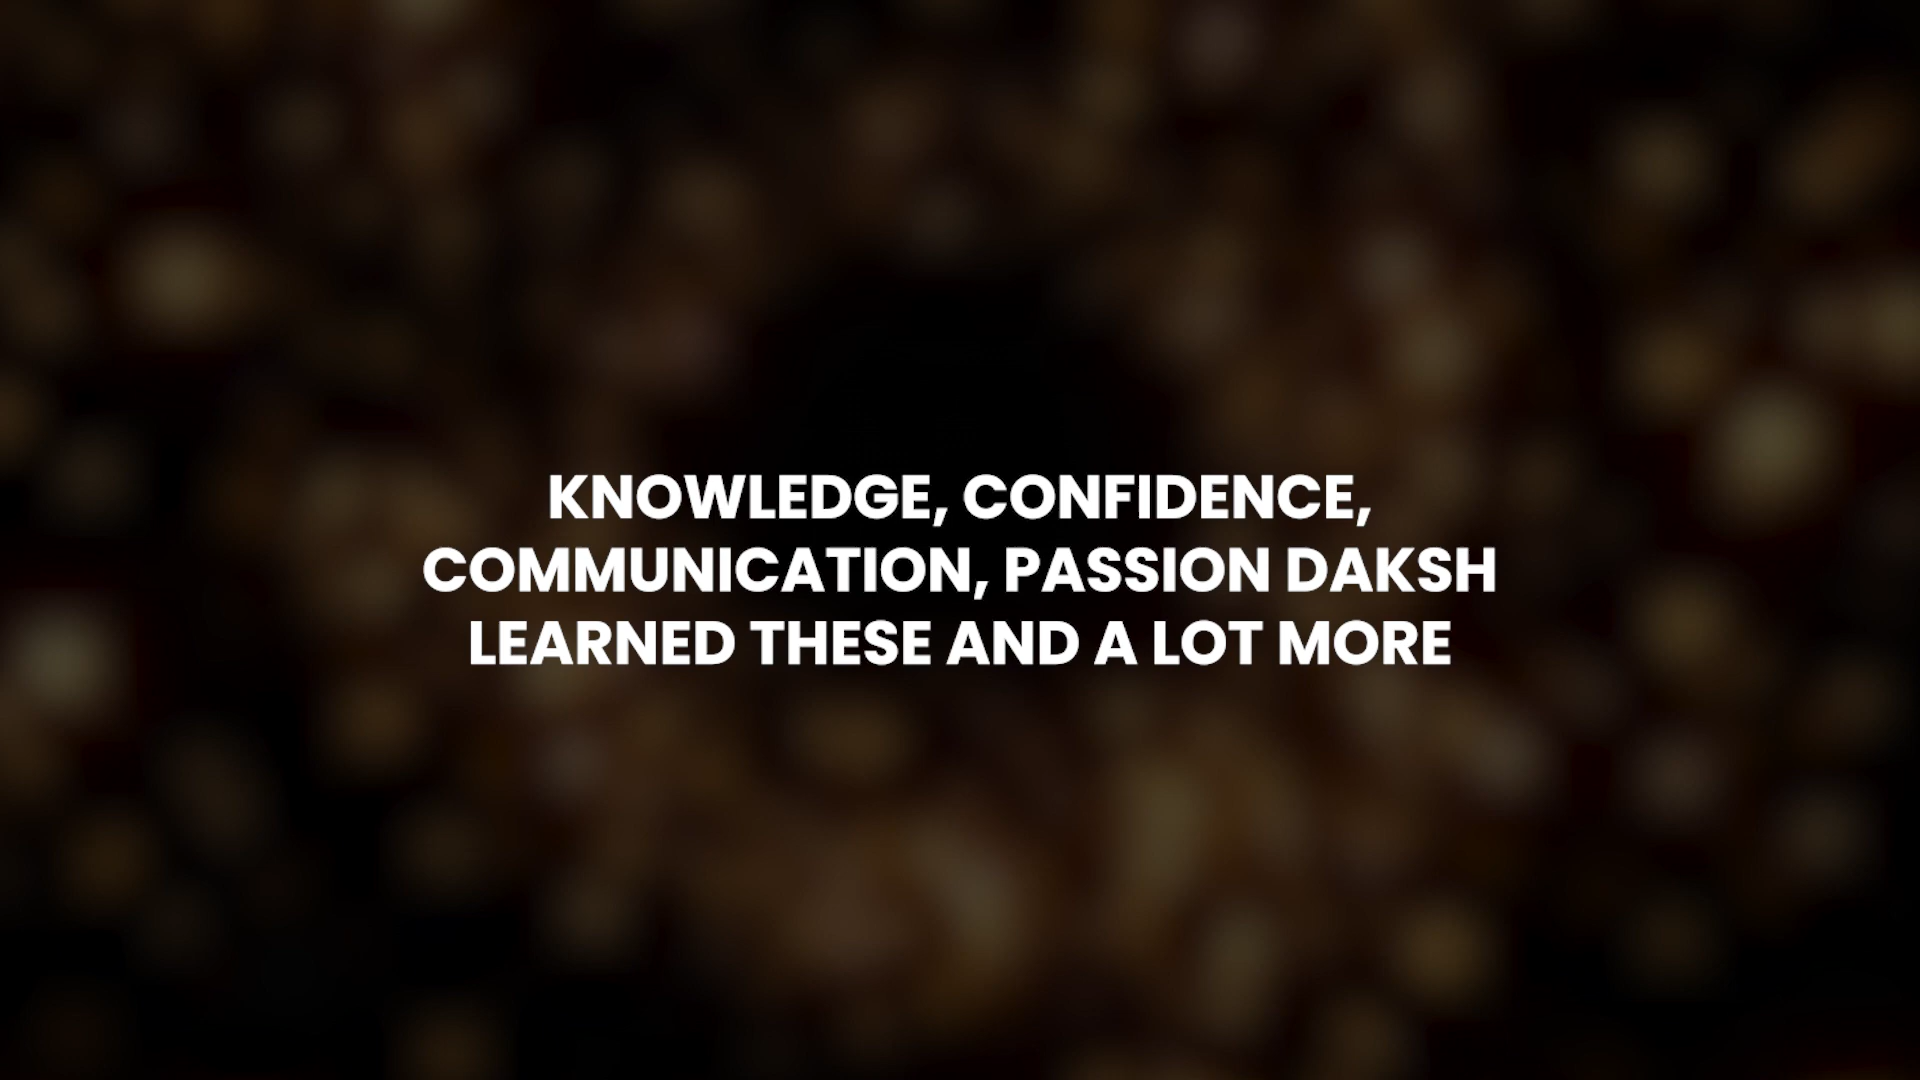 KNOWLEDGE, CONFIDENCE,
COMMUNICATION, PASSION DAKSH
LEARNED THESE AND A LOT MORE